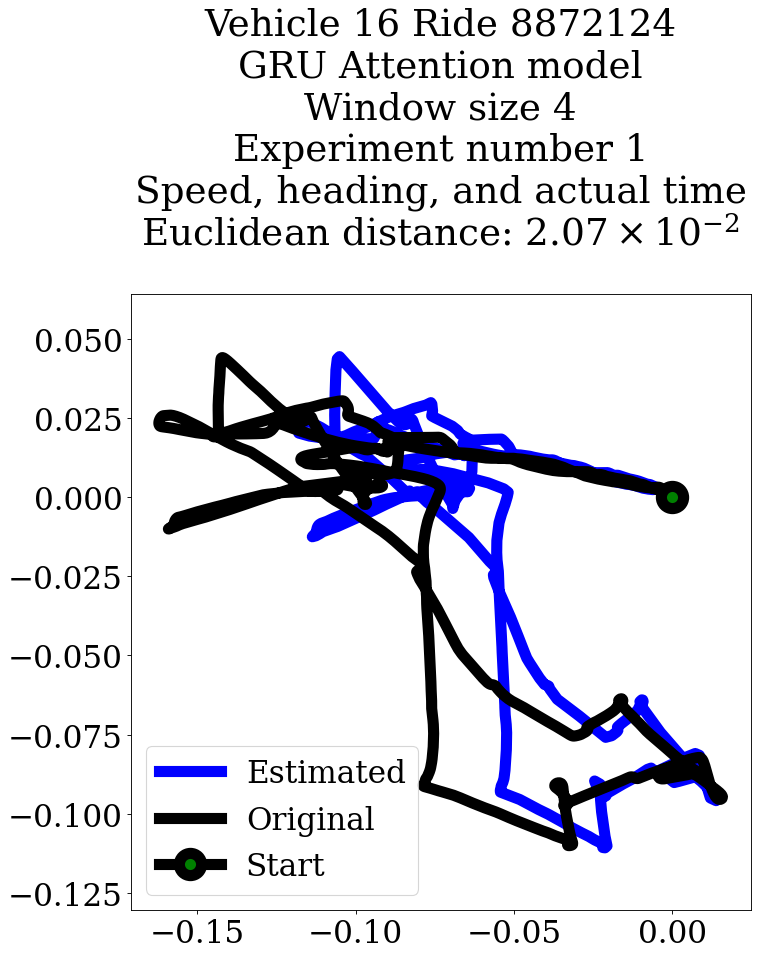 Vehicle 16 Ride 8872124
GRU Attention model
Window size 4
Experiment number 1
Speed, heading, and actual time
Euclidean distance: 2.07 × 10⁻²
0.050
0.025
0.000
−0.025
−0.050
−0.075
−0.100
−0.125
Estimated
Original
Start
−0.15 −0.10 −0.05 0.00